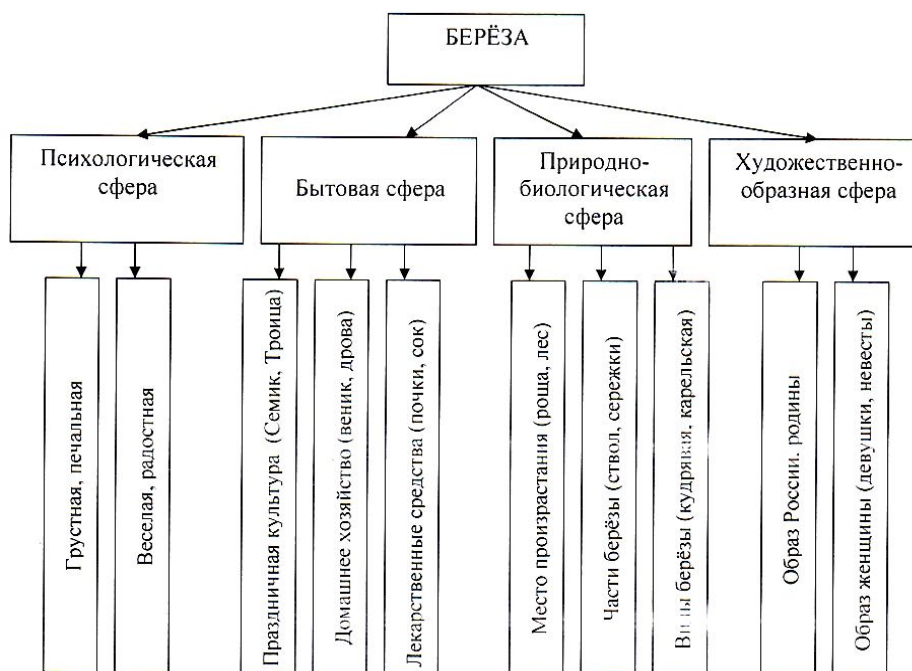 БЕРЁЗА
Психологическая
сфера
Бытовая сфера
Природно-
биологическая
сфера
Художественно-
образная сфера
Грустная, печальная
Веселая, радостная
Праздничная культура (Семик, Троица)
Домашнее хозяйство (веник, дрова)
Лекарственные средства (почки, сок)
Место произрастания (роща, лес)
Части берёзы (ствол, сережки)
Виды берёзы (кудрявая, карельская)
Образ России, родины
Образ женщины (девушки, невесты)